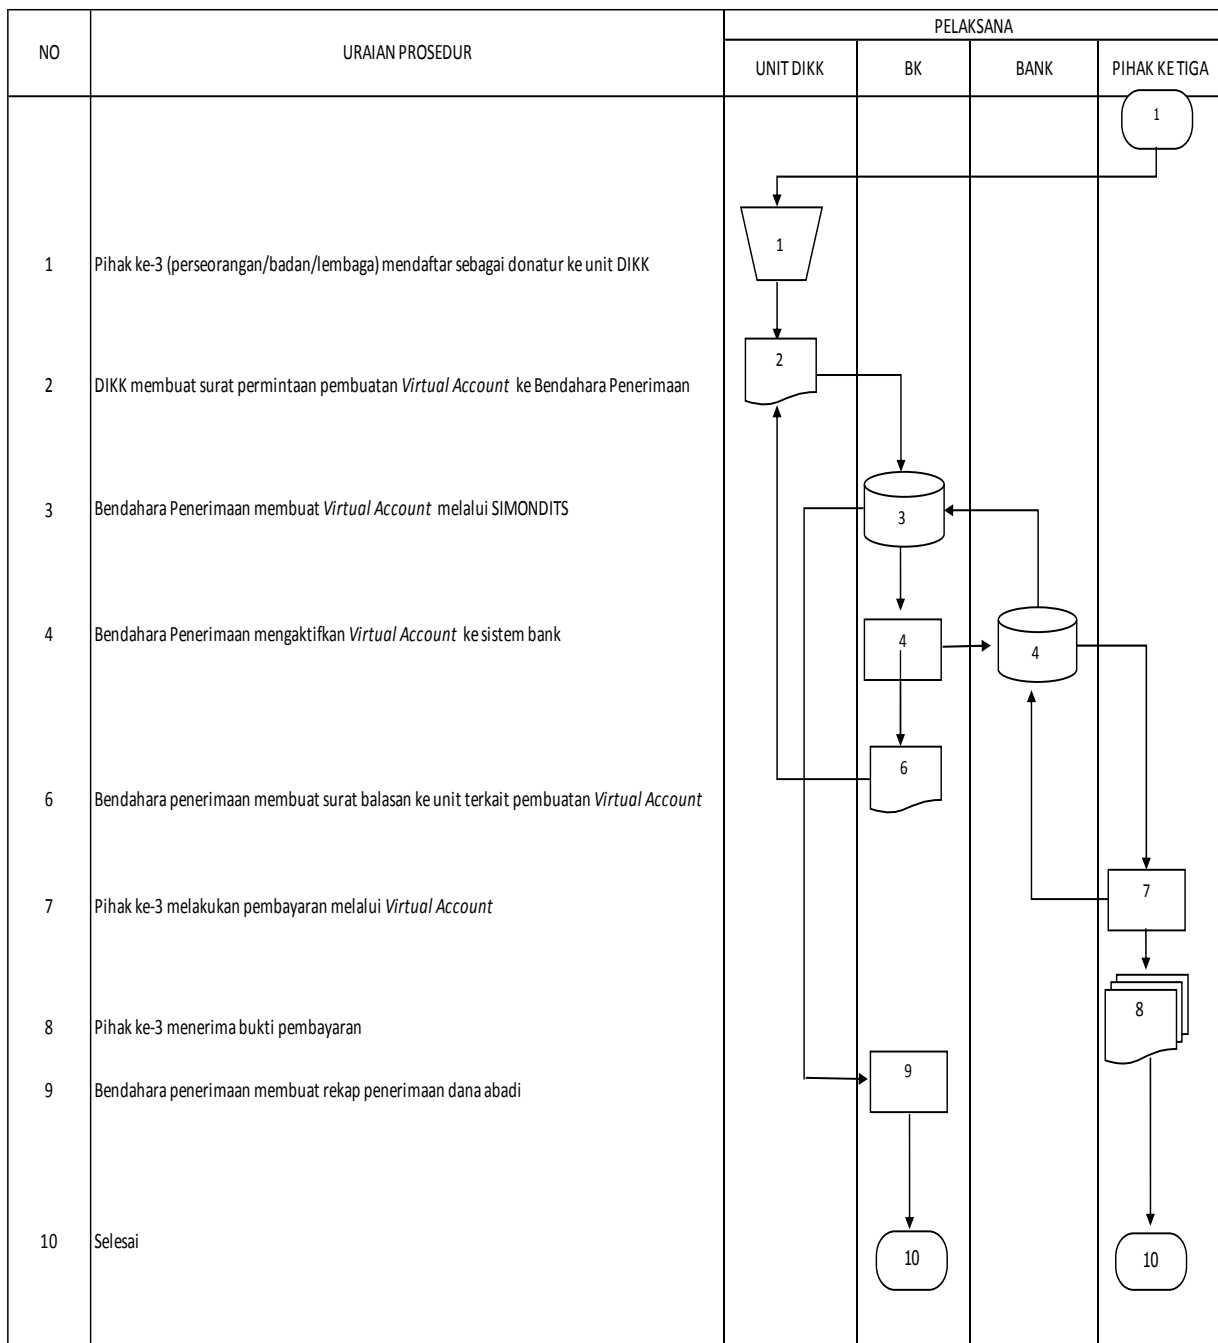 NO
URAIAN PROSEDUR
PELAKSANA
UNIT DIKK
BK
BANK
PIHAK KETIGA
1
1
1
Pihak ke-3 (perseorangan/badan/lembaga) mendaftar sebagai donatur ke unit DIKK
2
2
DIKK membuat surat permintaan pembuatan Virtual Account ke Bendahara Penerimaan
3
Bendahara Penerimaan membuat Virtual Account melalui SIMONDITS
3
4
Bendahara Penerimaan mengaktifkan Virtual Account ke sistem bank
4
4
6
6
Bendahara penerimaan membuat surat balasan ke unit terkait pembuatan Virtual Account
7
7
Pihak ke-3 melakukan pembayaran melalui Virtual Account
8
8
Pihak ke-3 menerima bukti pembayaran
9
9
Bendahara penerimaan membuat rekap penerimaan dana abadi
10
Selesai
10
10